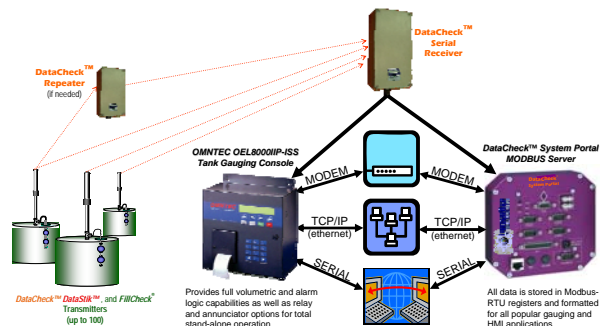 DataCheck™
Serial
Receiver
DataCheck™
Repeater
(if needed)
OMNTEC OEL8000IIP-ISS
Tank Gauging Console
DataCheck™ System Portal
MODBUS Server
MODEM
MODEM
TCP/IP
(ethernet)
TCP/IP
(ethernet)
SERIAL
SERIAL
DataCheck
System Portal
DataCheck™ DataStik™, and FillCheck®
Transmitters
(up to 100)
Provides full volumetric and alarm
logic capabilities as well as relay
and annunciator options for total
stand-alone operation
All data is stored in Modbus-
RTU registers and formatted
for all popular gauging and
HMI applications